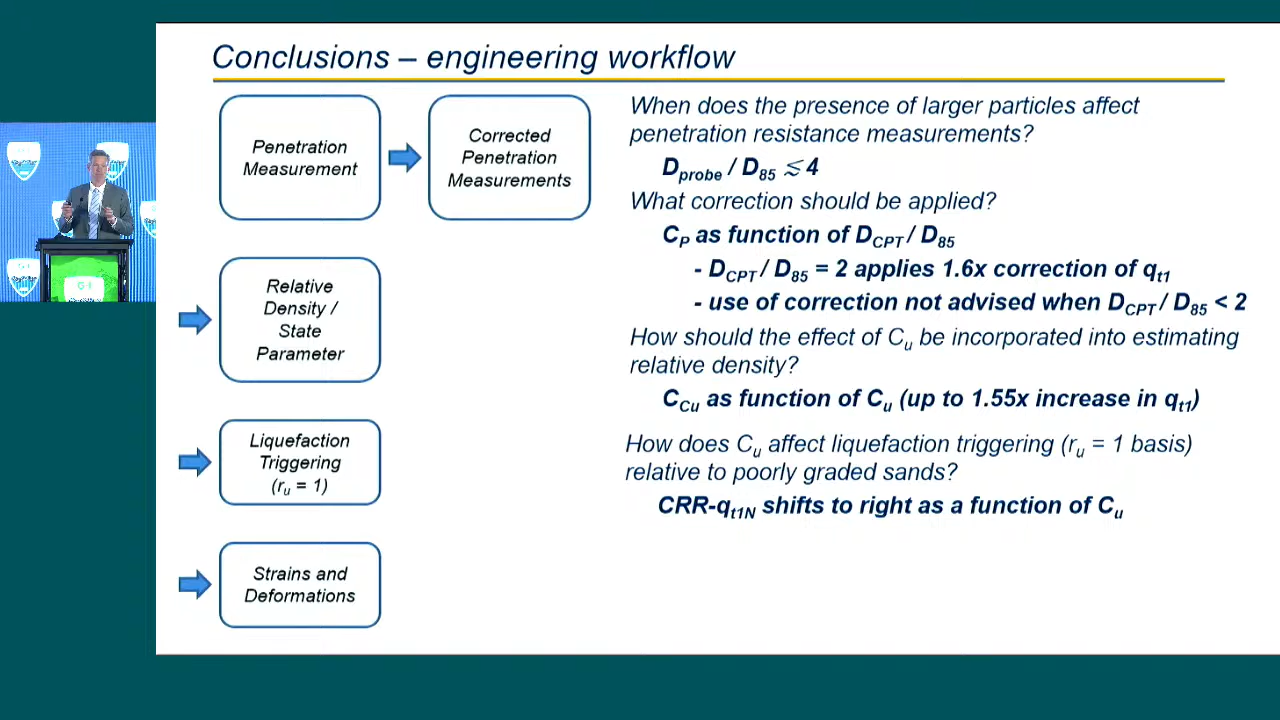 Conclusions – engineering workflow
Penetration
Measurement
Corrected
Penetration
Measurements
Relative
Density /
State
Parameter
Liquefaction
Triggering
(ru = 1)
Strains and
Deformations
When does the presence of larger particles affect
penetration resistance measurements?
Dprobe / D85 ≲ 4
What correction should be applied?
CP as function of DCPT / D85
- DCPT / D85 = 2 applies 1.6x correction of qt1
- use of correction not advised when DCPT / D85 < 2
How should the effect of Cu be incorporated into estimating
relative density?
CCu as function of Cu (up to 1.55x increase in qt1)
How does Cu affect liquefaction triggering (ru = 1 basis)
relative to poorly graded sands?
CRR-qt1N shifts to right as a function of Cu